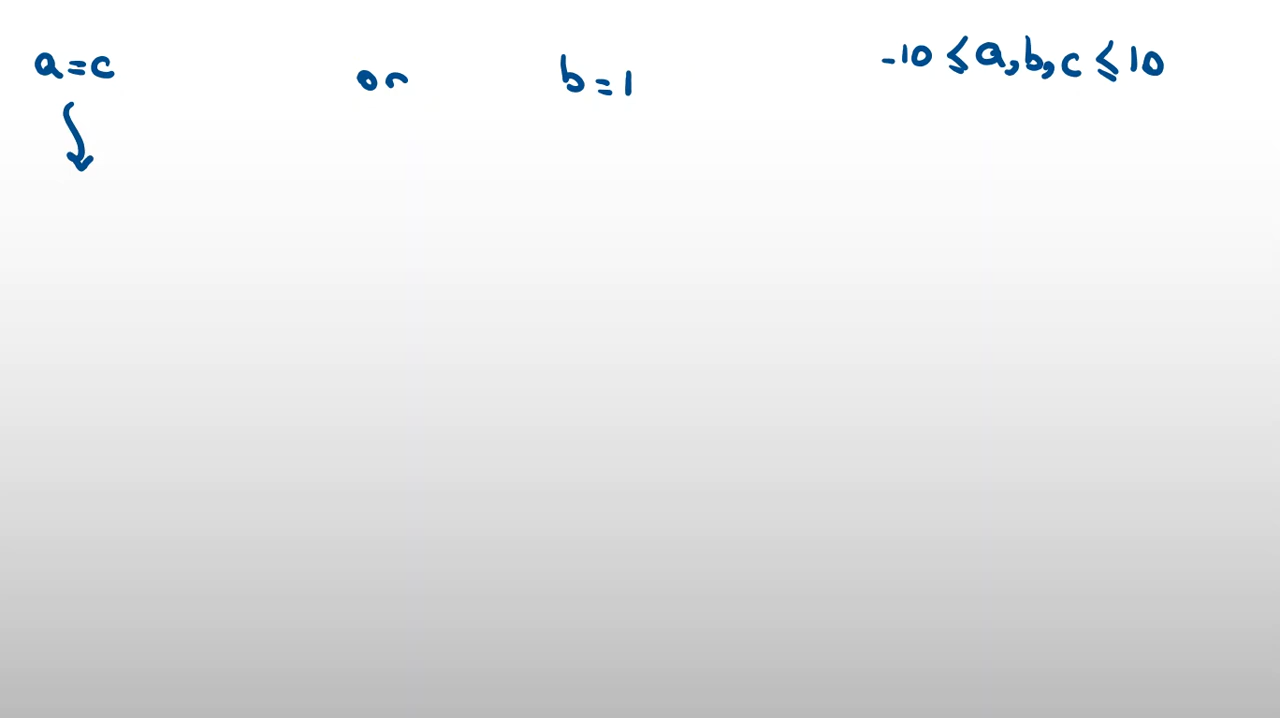 a=c or b=1 -10 ≤ a,b,c ≤ 10